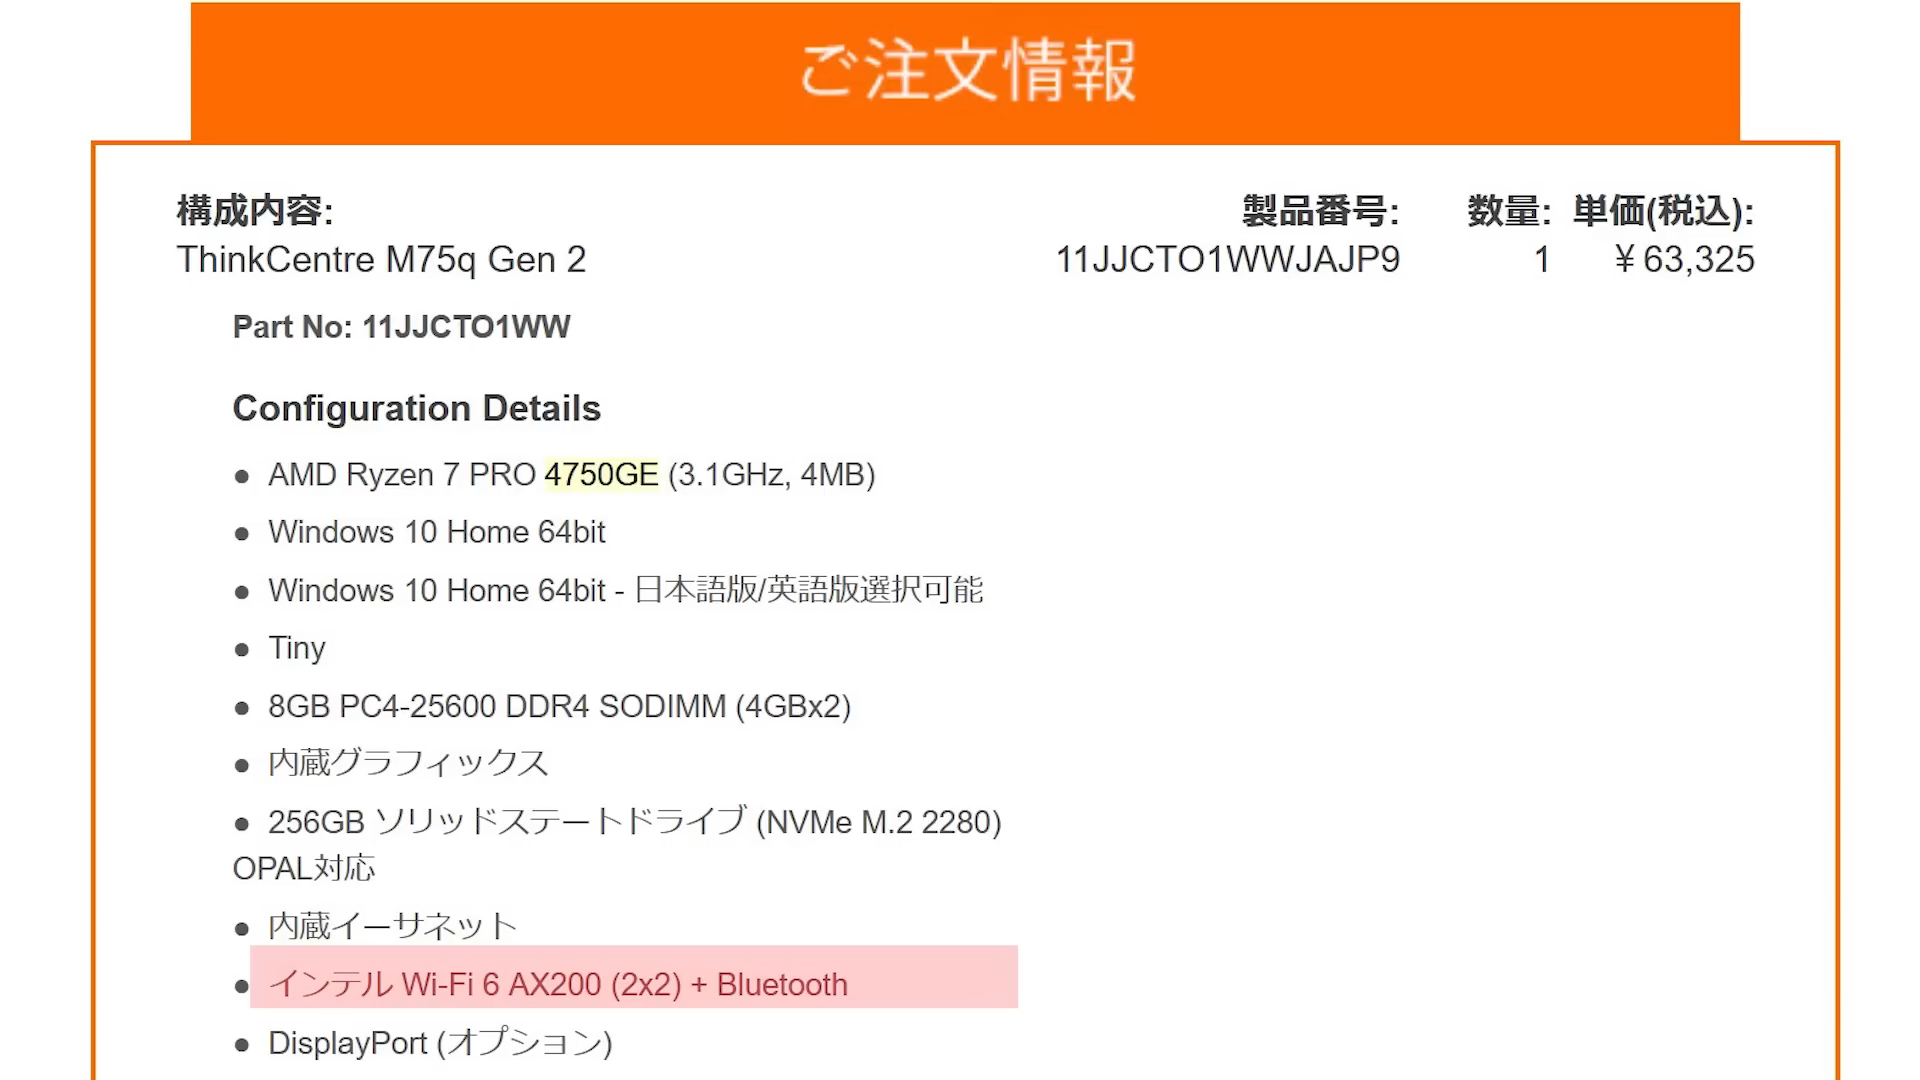 ご注文情報
構成内容: 製品番号: 数量: 単価(税込):
ThinkCentre M75q Gen 2 11JJCTO1WWJAJP9 1 ¥63,325
Part No: 11JJCTO1WW
Configuration Details
● AMD Ryzen 7 PRO 4750GE (3.1GHz, 4MB)
● Windows 10 Home 64bit
● Windows 10 Home 64bit - 日本語版/英語版選択可能
● Tiny
● 8GB PC4-25600 DDR4 SODIMM (4GBx2)
● 内蔵グラフィックス
● 256GB ソリッドステートドライブ (NVMe M.2 2280)
OPAL対応
● 内蔵イーサネット
● インテル Wi-Fi 6 AX200 (2x2) + Bluetooth
● DisplayPort (オプション)